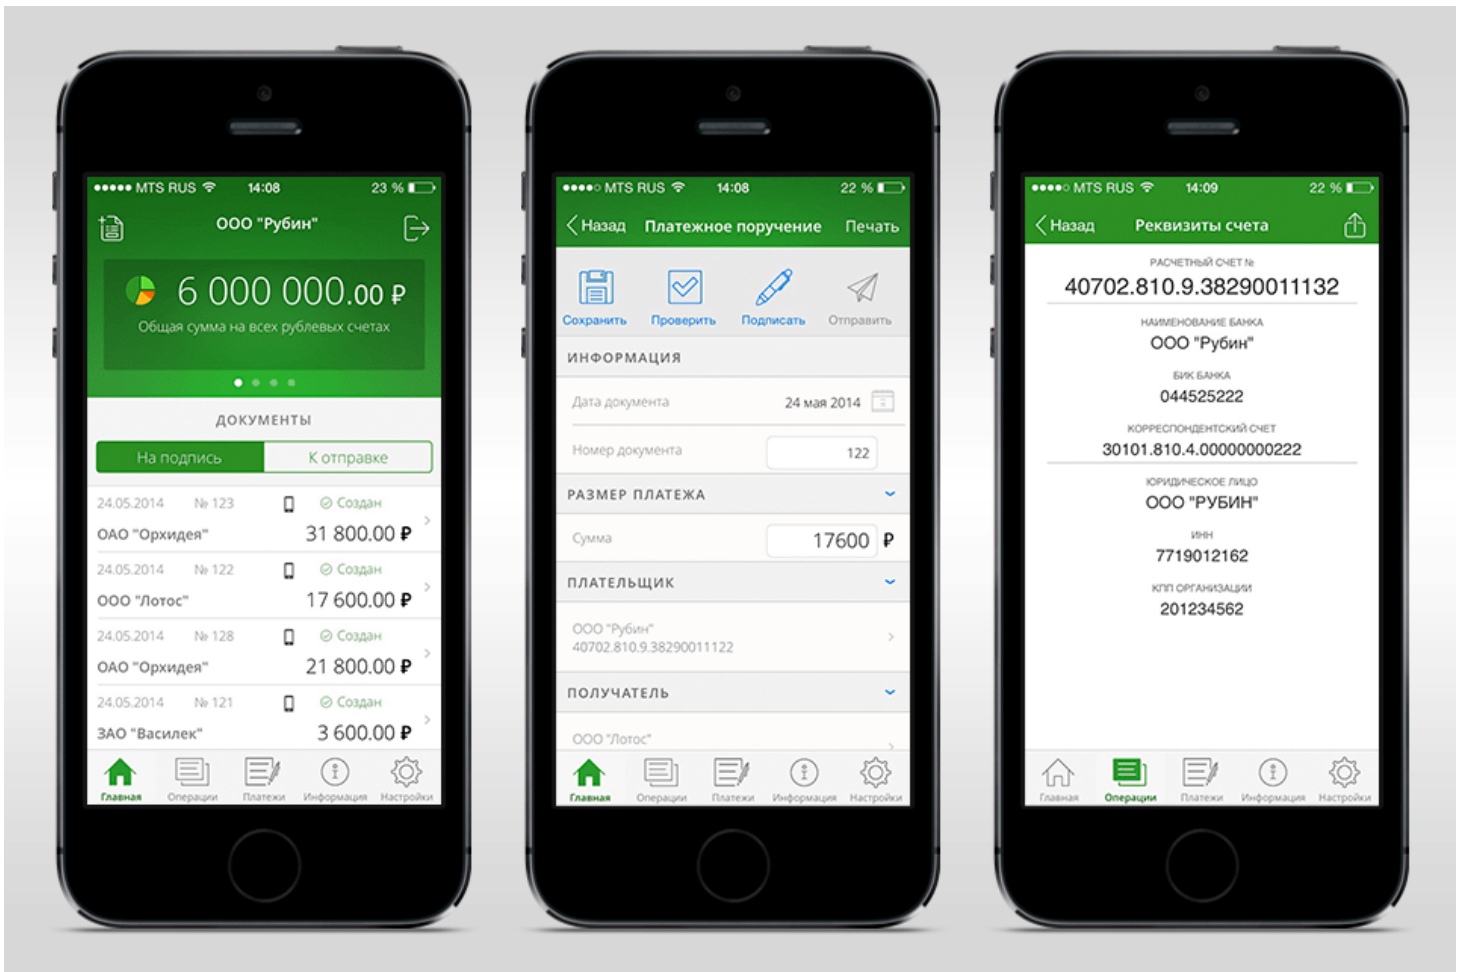 MTS RUS 14:08 23 %
ООО "Рубин"
6 000 000.00 ₽
Общая сумма на всех рублевых счетах
ДОКУМЕНТЫ
На подпись К отправке
24.05.2014 № 123 Создан
ОАО "Орхидея" 31 800.00 ₽
24.05.2014 № 122 Создан
ООО "Лотос" 17 600.00 ₽
24.05.2014 № 128 Создан
ОАО "Орхидея" 21 800.00 ₽
24.05.2014 № 121 Создан
ЗАО "Василек" 3 600.00 ₽
Главная Операции Платежи Информация Настройки
MTS RUS 14:08 22 %
Назад Платежное поручение Печать
Сохранить Проверить Подписать Отправить
ИНФОРМАЦИЯ
Дата документа 24 мая 2014
Номер документа 122
РАЗМЕР ПЛАТЕЖА
Сумма 17600 ₽
ПЛАТЕЛЬЩИК
ООО "Рубин"
40702.810.9.38290011122
ПОЛУЧАТЕЛЬ
ООО "Лотос"
Главная Операции Платежи Информация Настройки
MTS RUS 14:09 22 %
Назад Реквизиты счета
РАСЧЕТНЫЙ СЧЕТ №
40702.810.9.38290011132
НАИМЕНОВАНИЕ БАНКА
ООО "Рубин"
БИК БАНКА
044525222
КОРРЕСПОНДЕНТСКИЙ СЧЕТ
30101.810.4.00000000222
ЮРИДИЧЕСКОЕ ЛИЦО
ООО "РУБИН"
ИНН
7719012162
КПП ОРГАНИЗАЦИИ
201234562
Главная Операции Платежи Информация Настройки